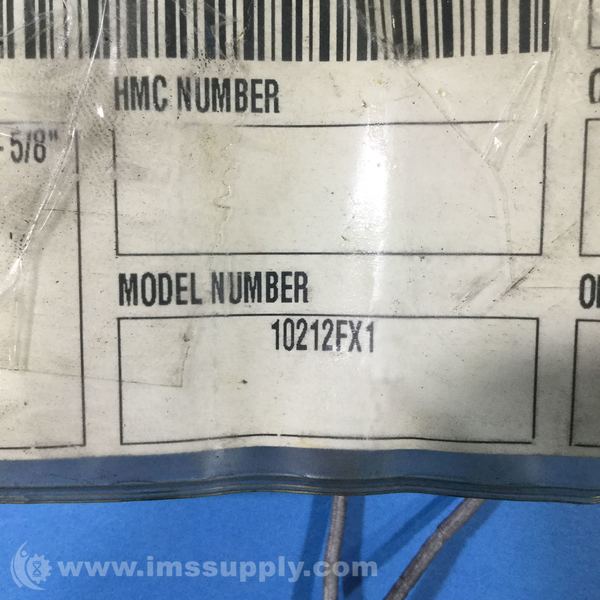 HMC NUMBER
5/8"
MODEL NUMBER
10212FX1
www.imssupply.com